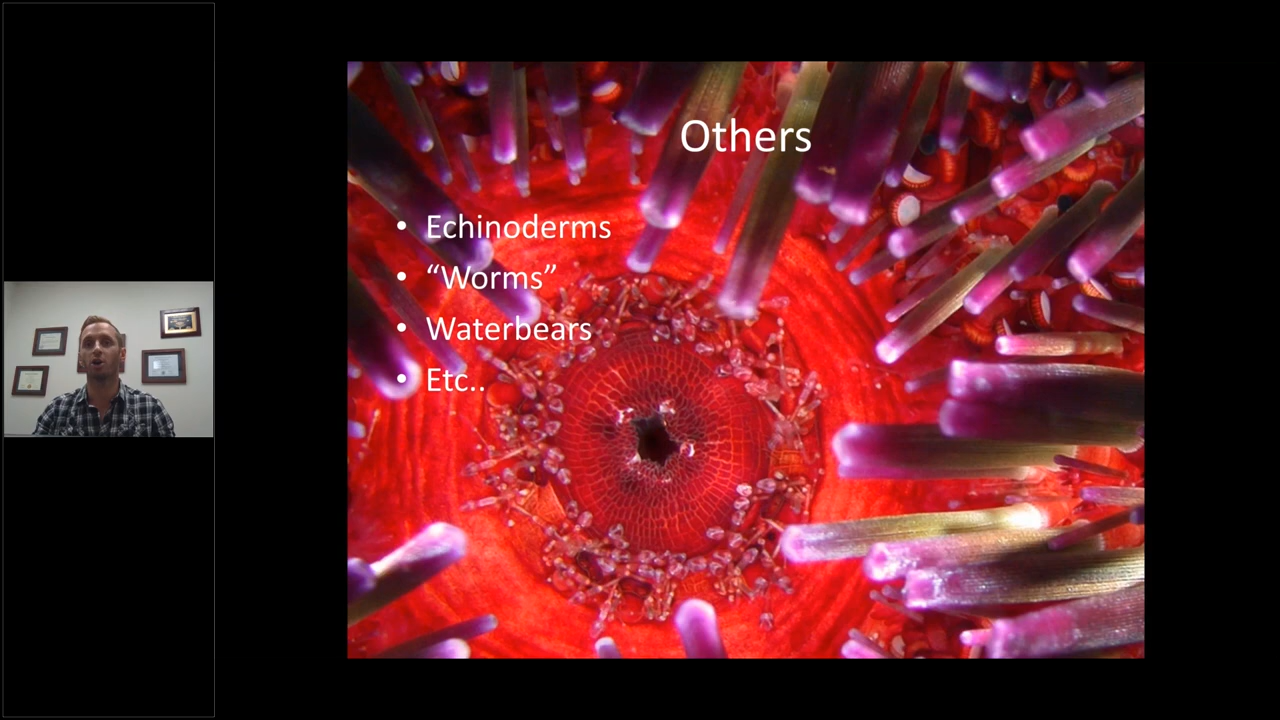 Others
• Echinoderms
• “Worms”
• Waterbears
• Etc..